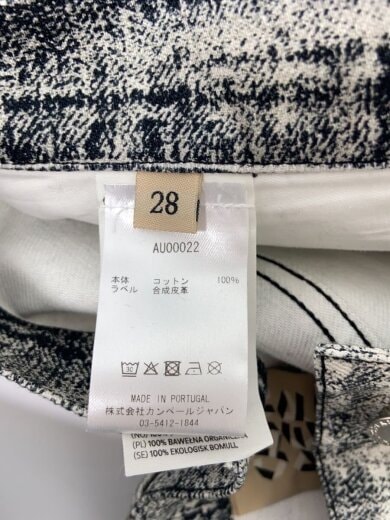 28
AU00022
本体 コットン 100%
ラベル 合成皮革
MADE IN PORTUGAL
株式会社カンペールジャパン
03-5412-1844
(PL) 100% BAWEŁNA ORGANICZNA
(SE) 100% EKOLOGISK BOMULL